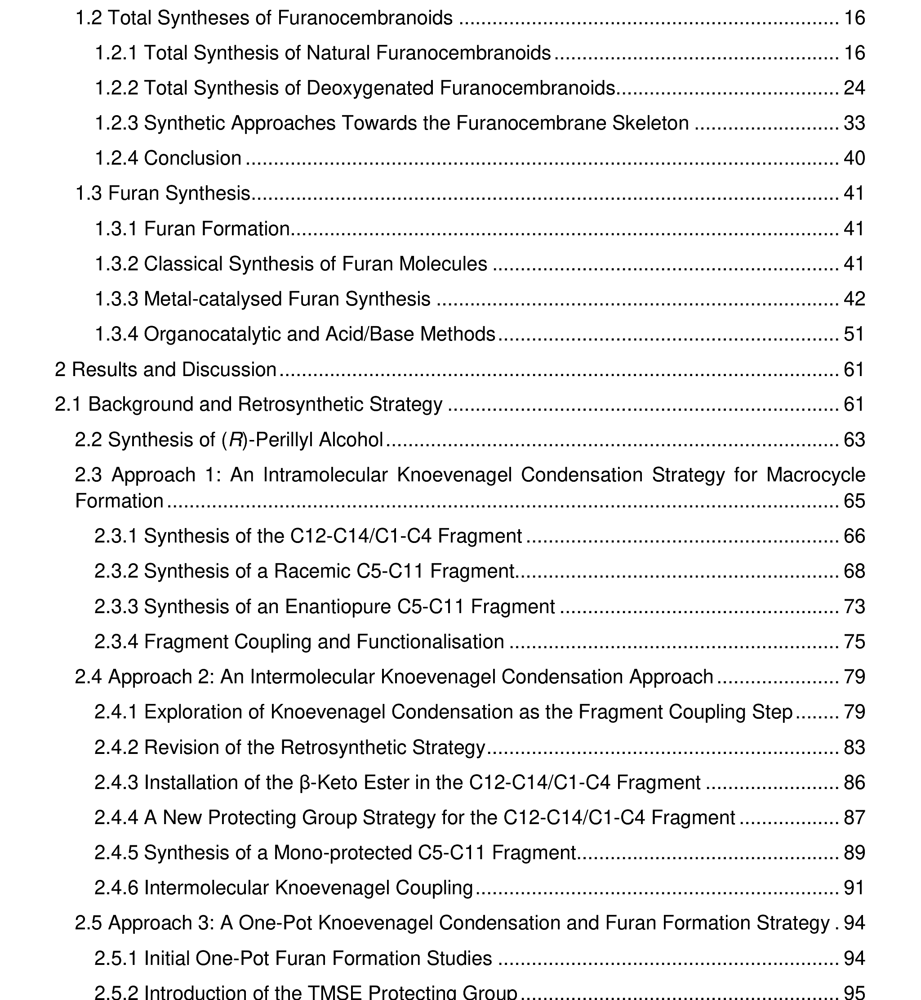 1.2 Total Syntheses of Furanocembranoids ........................................................................ 16
1.2.1 Total Synthesis of Natural Furanocembranoids ...................................................... 16
1.2.2 Total Synthesis of Deoxygenated Furanocembranoids.......................................... 24
1.2.3 Synthetic Approaches Towards the Furanocembrane Skeleton ........................... 33
1.2.4 Conclusion ................................................................................................................ 40
1.3 Furan Synthesis............................................................................................................... 41
1.3.1 Furan Formation........................................................................................................ 41
1.3.2 Classical Synthesis of Furan Molecules ................................................................. 41
1.3.3 Metal-catalysed Furan Synthesis ............................................................................ 42
1.3.4 Organocatalytic and Acid/Base Methods................................................................ 51
2 Results and Discussion.......................................................................................................... 61
2.1 Background and Retrosynthetic Strategy .......................................................................... 61
2.2 Synthesis of (R)-Perillyl Alcohol...................................................................................... 63
2.3 Approach 1: An Intramolecular Knoevenagel Condensation Strategy for Macrocycle
Formation ............................................................................................................................... 65
2.3.1 Synthesis of the C12-C14/C1-C4 Fragment ........................................................... 66
2.3.2 Synthesis of a Racemic C5-C11 Fragment............................................................. 68
2.3.3 Synthesis of an Enantiopure C5-C11 Fragment ..................................................... 73
2.3.4 Fragment Coupling and Functionalisation .............................................................. 75
2.4 Approach 2: An Intermolecular Knoevenagel Condensation Approach ....................... 79
2.4.1 Exploration of Knoevenagel Condensation as the Fragment Coupling Step ........ 79
2.4.2 Revision of the Retrosynthetic Strategy.................................................................. 83
2.4.3 Installation of the β-Keto Ester in the C12-C14/C1-C4 Fragment ......................... 86
2.4.4 A New Protecting Group Strategy for the C12-C14/C1-C4 Fragment ................... 87
2.4.5 Synthesis of a Mono-protected C5-C11 Fragment.................................................. 89
2.4.6 Intermolecular Knoevenagel Coupling..................................................................... 91
2.5 Approach 3: A One-Pot Knoevenagel Condensation and Furan Formation Strategy . 94
2.5.1 Initial One-Pot Furan Formation Studies ................................................................ 94
2.5.2 Introduction of the TMSE Protecting Group............................................................ 95